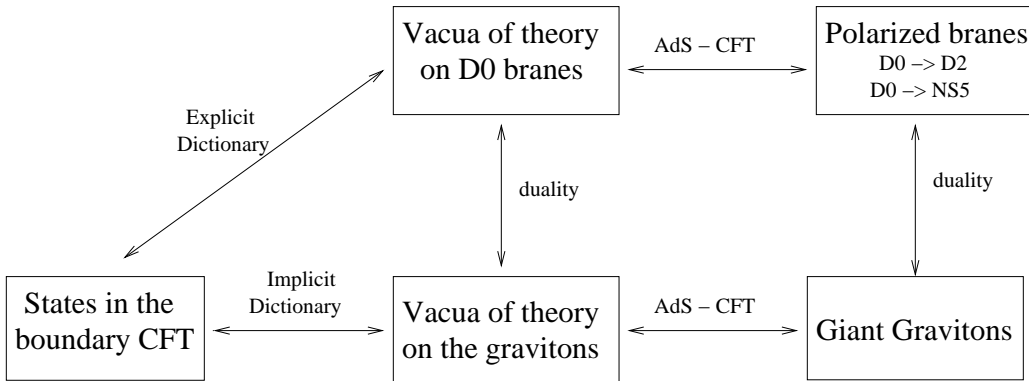 Vacua of theory
on D0 branes
AdS – CFT
Polarized branes
D0 –> D2
D0 –> NS5
Explicit
Dictionary
duality
duality
States in the
boundary CFT
Implicit
Dictionary
Vacua of theory
on the gravitons
AdS – CFT
Giant Gravitons